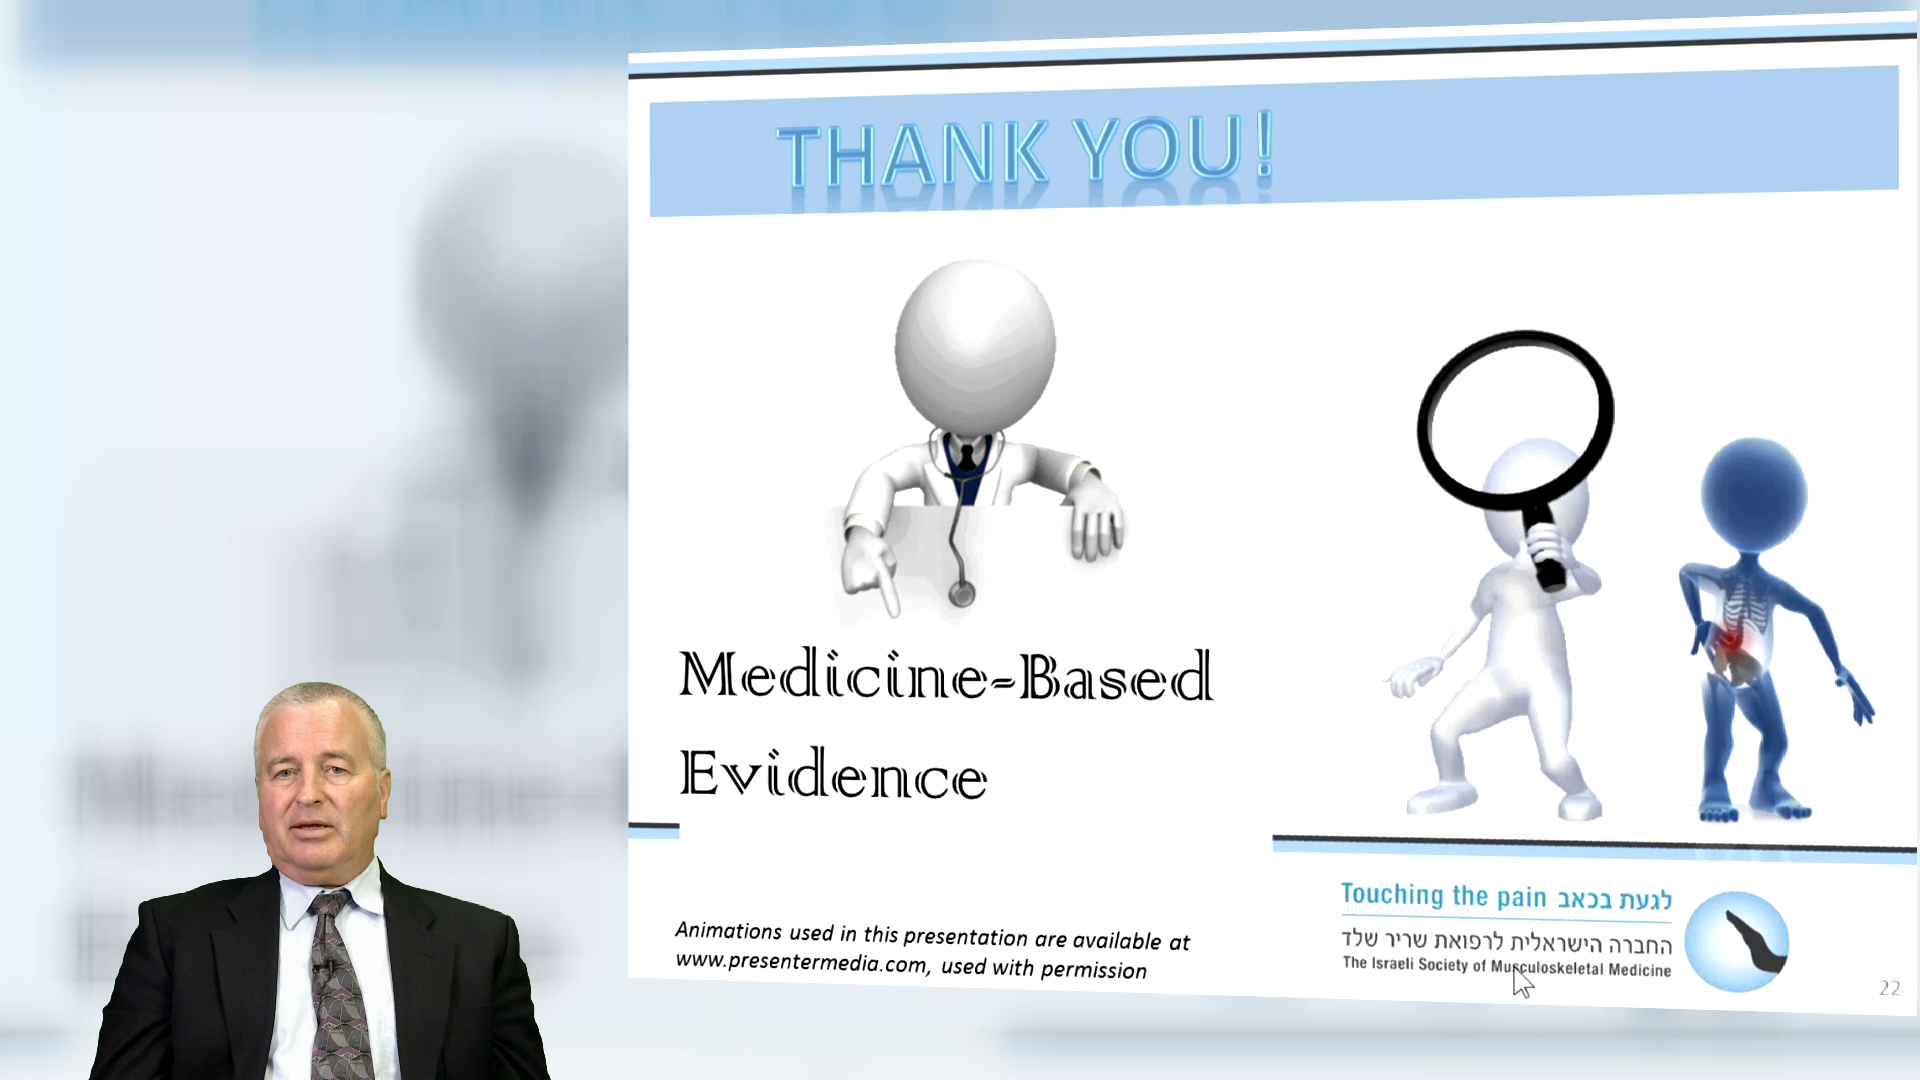 THANK YOU!
Medicine-Based
Evidence
Animations used in this presentation are available at
www.presentermedia.com, used with permission
Touching the pain לגעת בכאב
החברה הישראלית לרפואת שריר שלד
The Israeli Society of Musculoskeletal Medicine
22